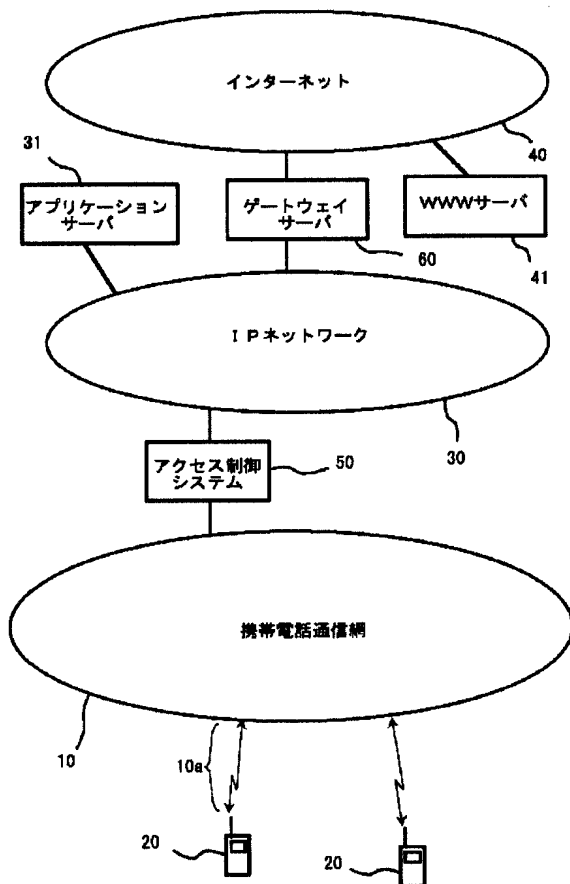 インターネット
40
31
アプリケーション
サーバ
ゲートウェイ
サーバ
WWWサーバ
60
41
IPネットワーク
30
アクセス制御
システム
50
携帯電話通信網
10
10a
20
20